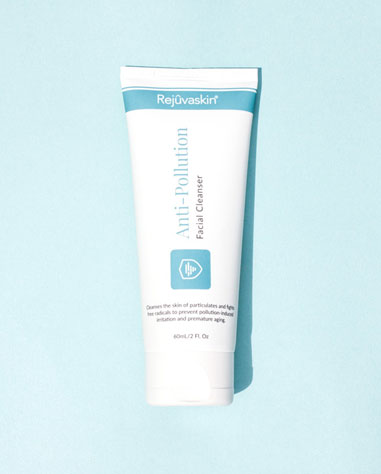 Rejûvaskin®
Anti-Pollution
Facial Cleanser
Cleanses the skin of particulates and fights
free radicals to prevent pollution-induced
irritation and premature aging.
60mL/2 Fl. Oz